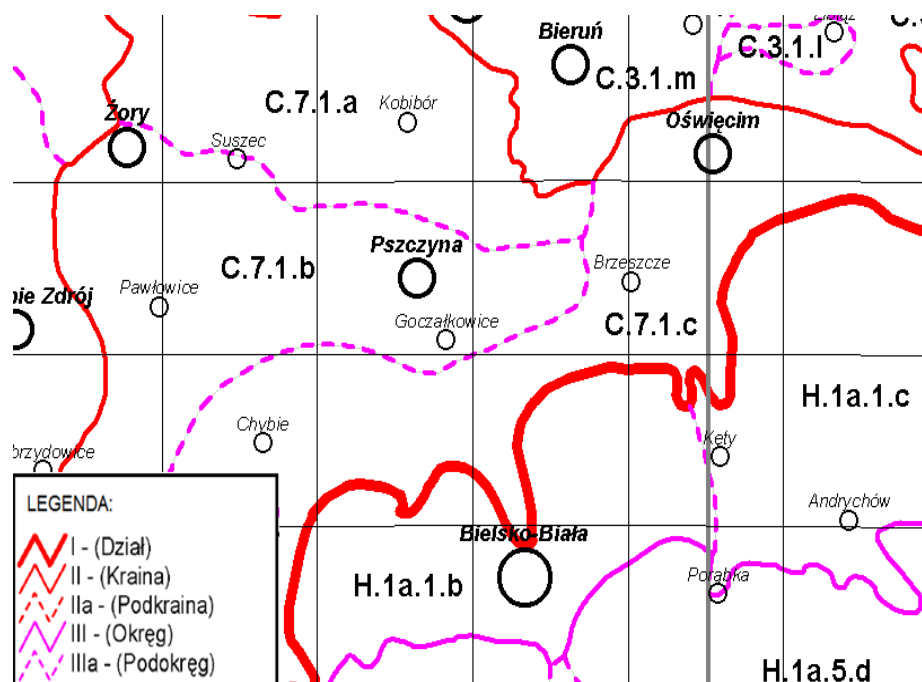 Bieruń
C.3.1.l
C.7.1.a
C.3.1.m
Kobibór
Żory
Oświęcim
Suszec
Pszczyna
C.7.1.b
Brzeszcze
Pawłowice
Zdrój
Goczałkowice
C.7.1.c
H.1a.1.c
Chybie
Kęty
LEGENDA:
Andrychów
I - (Dział)
Bielsko-Biała
II - (Kraina)
H.1a.1.b
Porąbka
IIa - (Podkraina)
III - (Okręg)
IIIa - (Podokręg)
H.1a.5.d